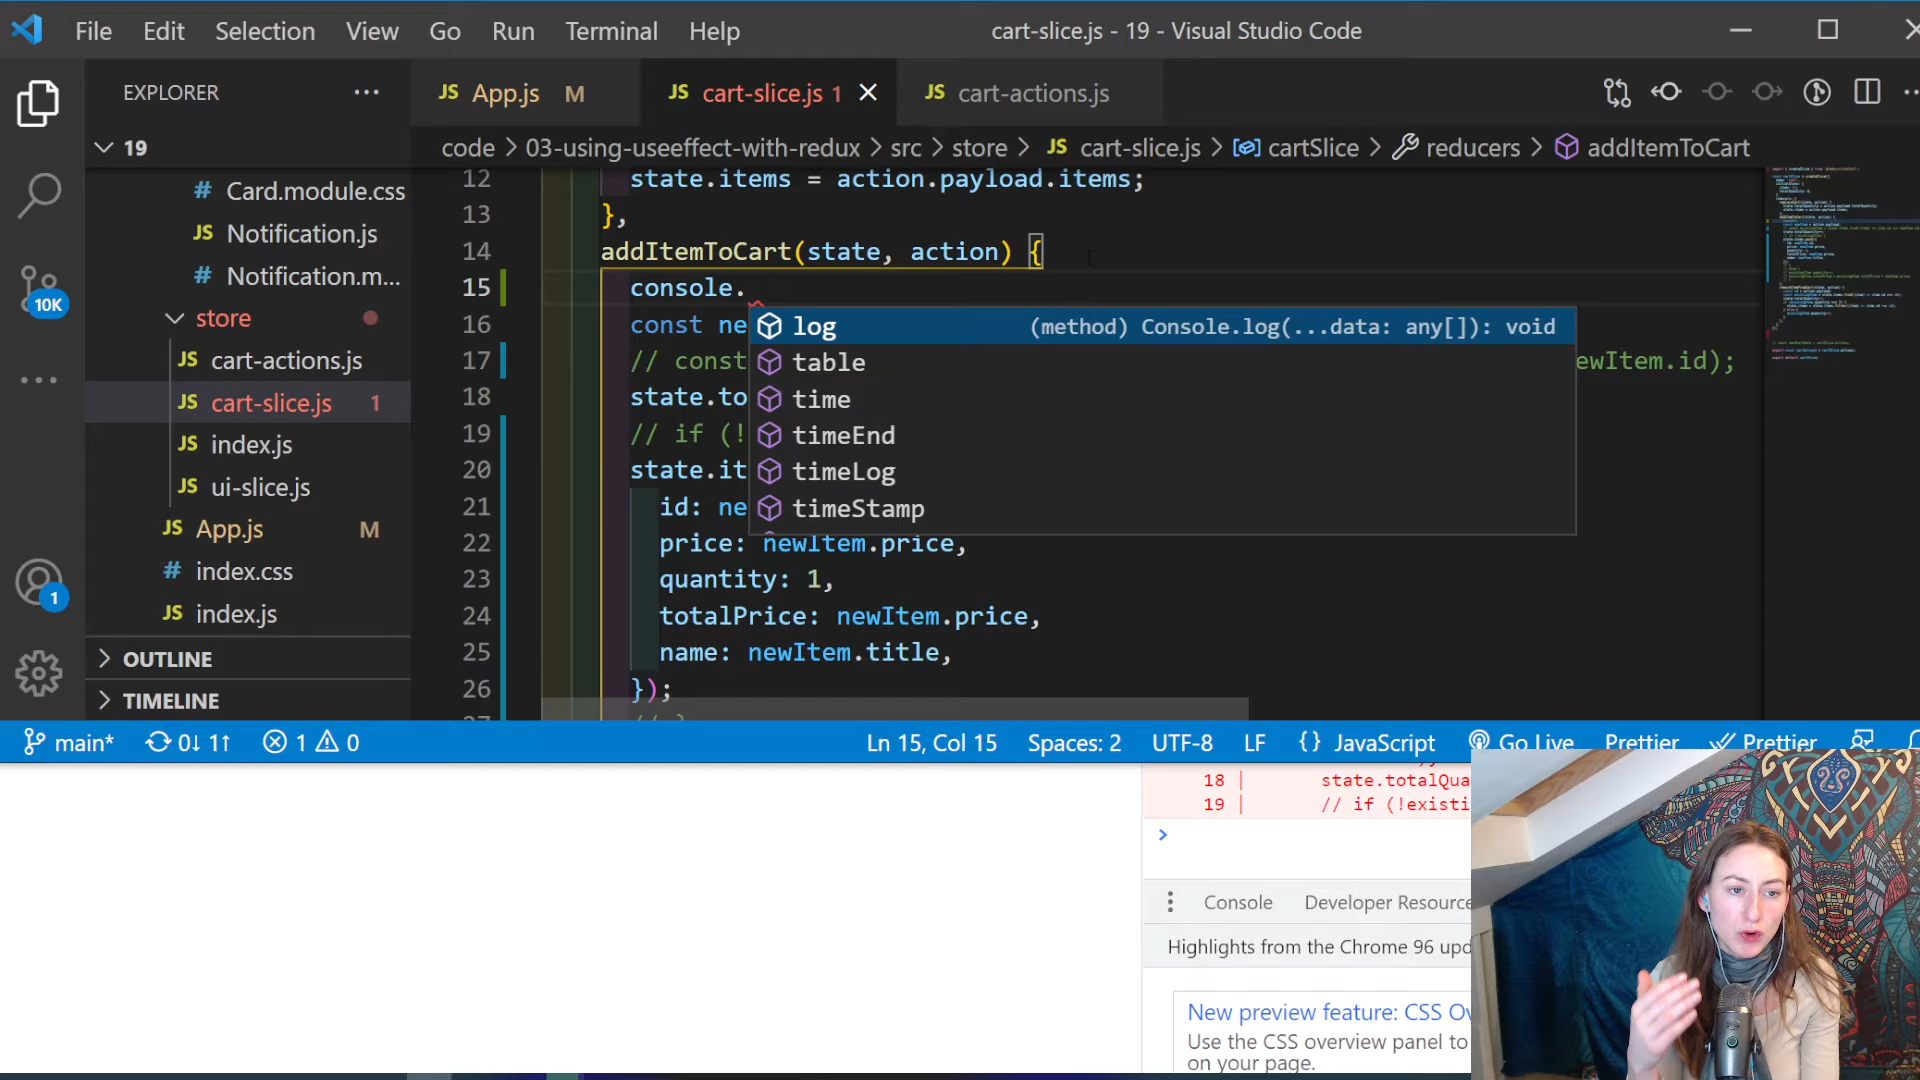 File Edit Selection View Go Run Terminal Help
cart-slice.js - 19 - Visual Studio Code
EXPLORER
JS App.js M
JS cart-slice.js 1
JS cart-actions.js
19
code > 03-using-useeffect-with-redux > src > store > JS cart-slice.js > cartSlice > reducers > addItemToCart
# Card.module.css
JS Notification.js
# Notification.m...
store
JS cart-actions.js
JS cart-slice.js 1
JS index.js
JS ui-slice.js
JS App.js M
# index.css
JS index.js
OUTLINE
TIMELINE
10K
1
12 state.items = action.payload.items;
13 },
14 addItemToCart(state, action) {
15 console.
16 const ne
17 // const ewItem.id);
18 state.to
19 // if (!
20 state.it
21 id: ne
22 price: newItem.price,
23 quantity: 1,
24 totalPrice: newItem.price,
25 name: newItem.title,
26 });
log (method) Console.log(...data: any[]): void
table
time
timeEnd
timeLog
timeStamp
main* 0↓ 1↑ 1 0
Ln 15, Col 15 Spaces: 2 UTF-8 LF {} JavaScript Go Live Prettier Prettier
18 | state.totalQua
19 | // if (!existi
>
Console Developer Resource
Highlights from the Chrome 96 upd
New preview feature: CSS Ov
Use the CSS overview panel to
on your page.